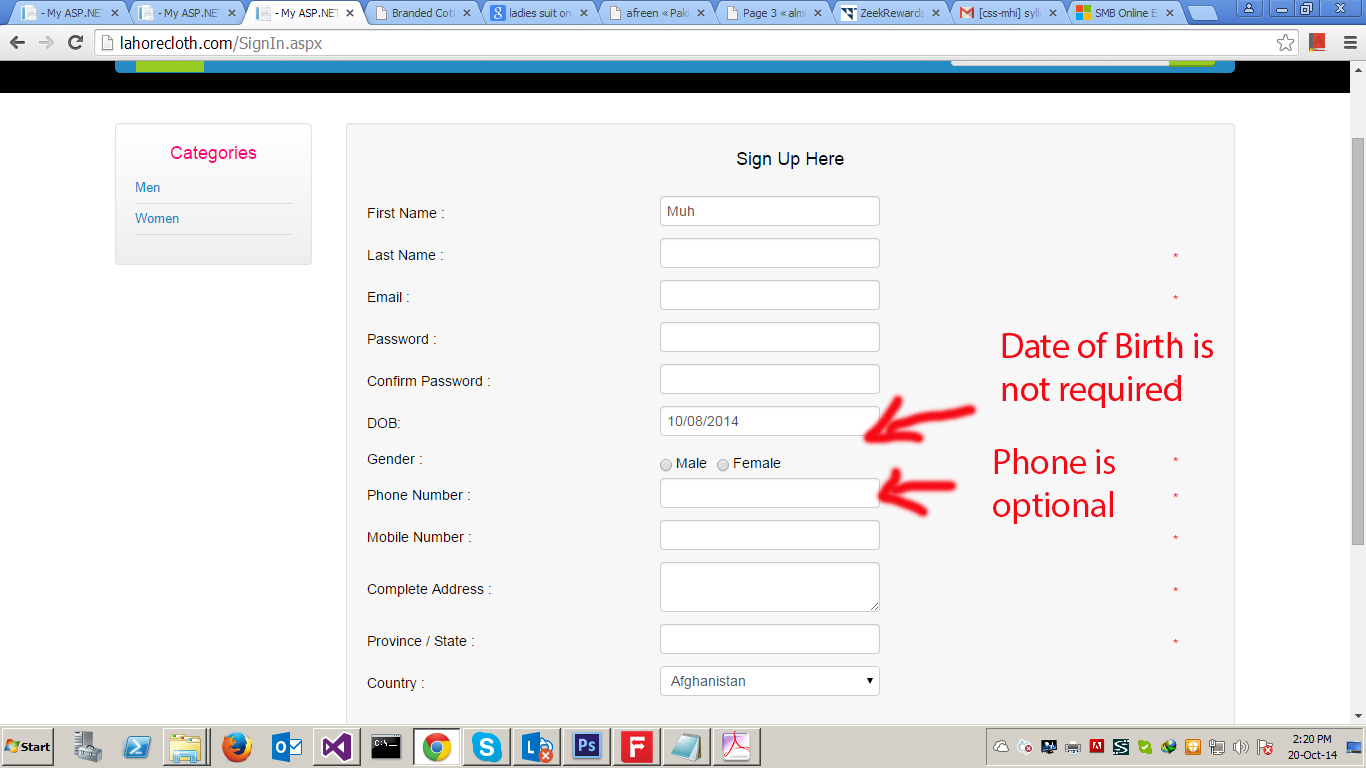 - My ASP.NET
- My ASP.NET
- My ASP.NET
Branded Cott
ladies suit on
afreen « Paki
Page 3 « almi
ZeekRewards
[css-mhi] syll
SMB Online E
lahorecloth.com/SignIn.aspx
Categories
Men
Women
Sign Up Here
First Name : Muh
Last Name : *
Email : *
Password : *
Confirm Password : *
DOB: 10/08/2014
Date of Birth is
not required
Gender : Male Female *
Phone Number : *
Phone is
optional
Mobile Number : *
Complete Address : *
Province / State : *
Country : Afghanistan
Start
2:20 PM
20-Oct-14